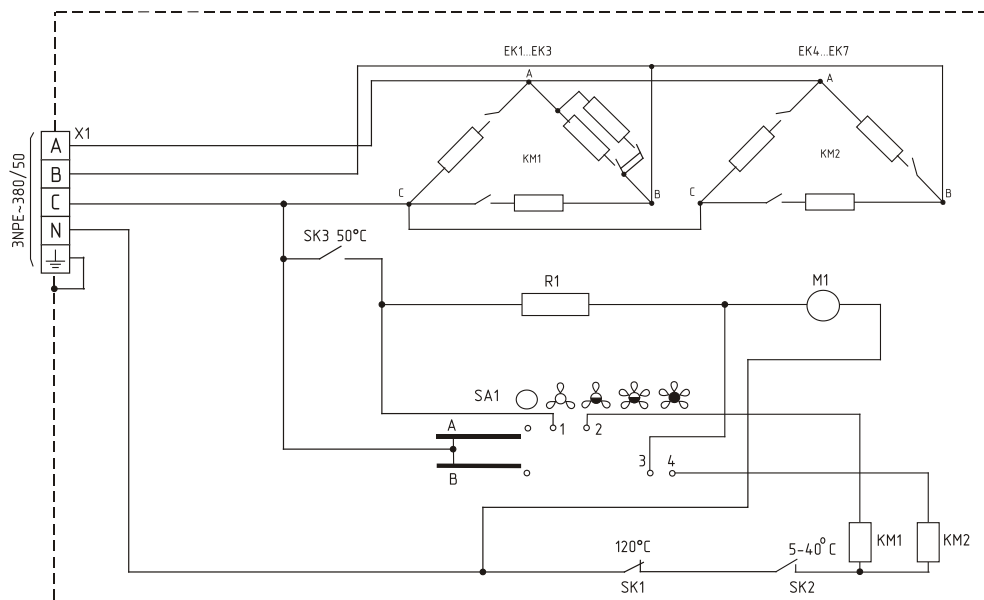 EK1...EK3
EK4...EK7
A
A
X1
A
B
C
N
3NPE~380/50
KM1
KM2
C
B
C
B
SK3 50°C
R1
M1
SA1
1
2
A
B
3
4
120°C
SK1
5-40°C
SK2
KM1
KM2